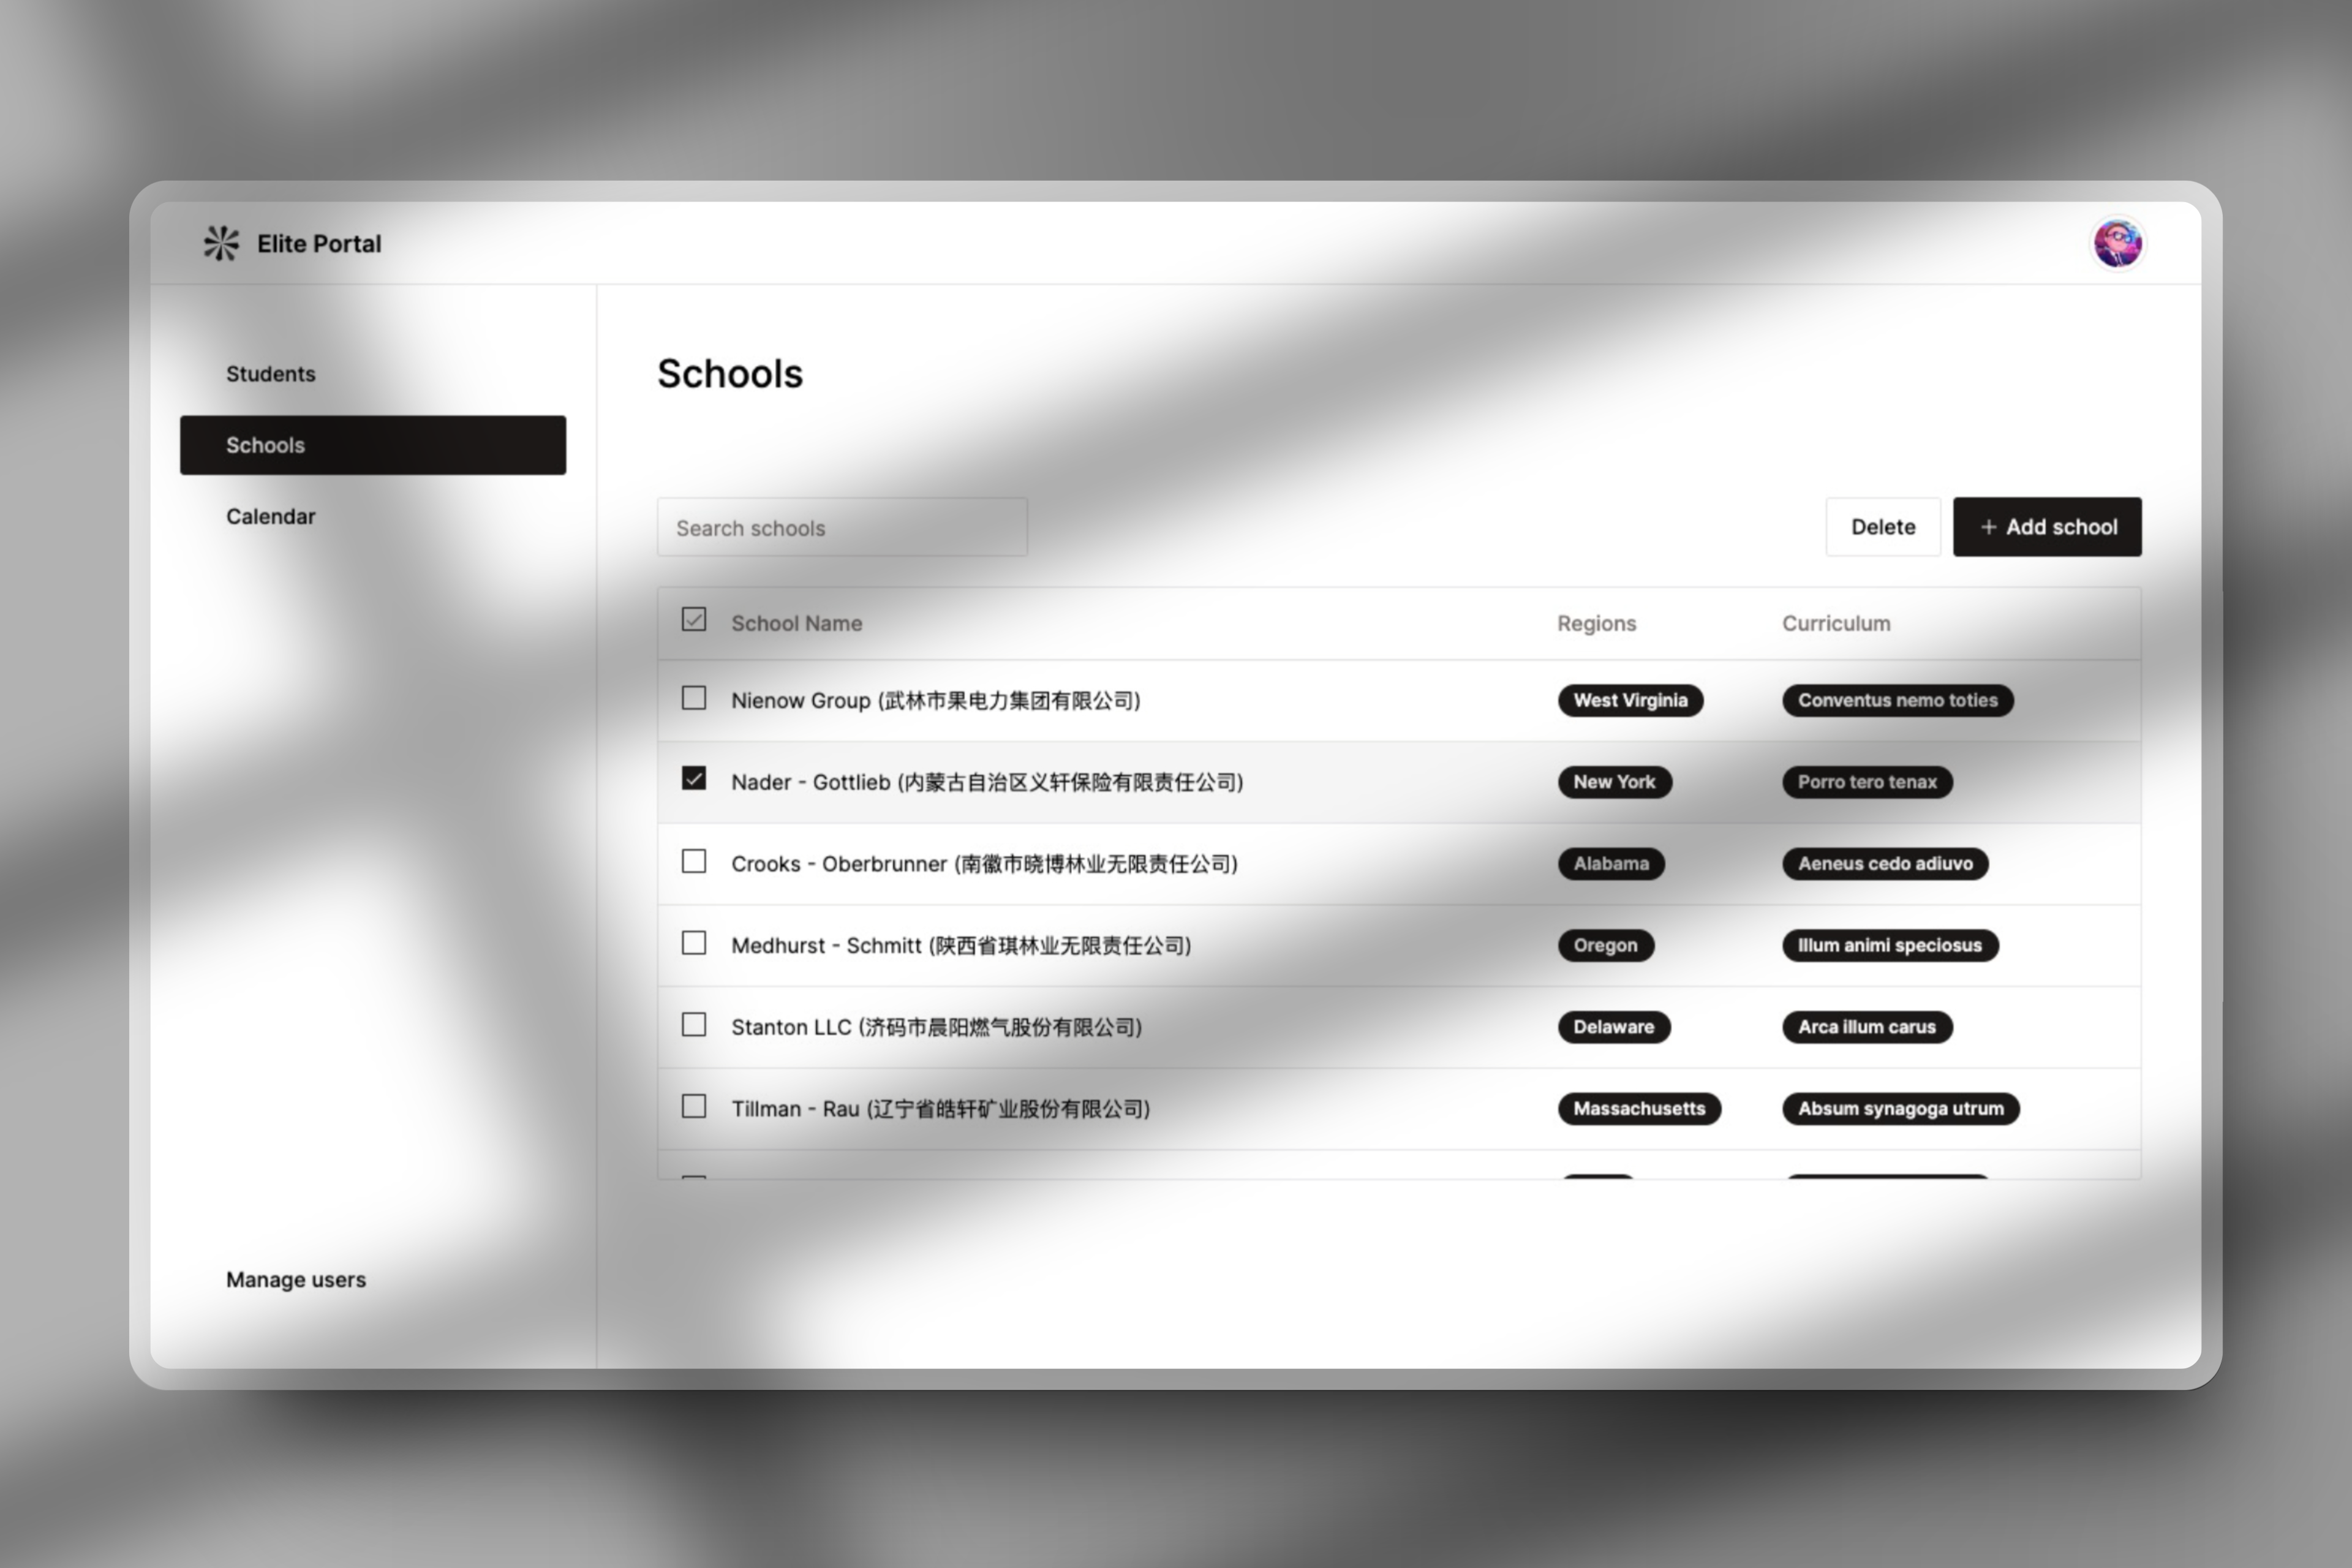 Elite Portal
Students
Schools
Calendar
Manage users
Schools
Search schools
Delete
+ Add school
School Name Regions Curriculum
Nienow Group (武林市果电力集团有限公司) West Virginia Conventus nemo toties
Nader - Gottlieb (内蒙古自治区义轩保险有限责任公司) New York Porro tero tenax
Crooks - Oberbrunner (南徽市晓博林业无限责任公司) Alabama Aeneus cedo adiuvo
Medhurst - Schmitt (陕西省琪林业无限责任公司) Oregon Illum animi speciosus
Stanton LLC (济码市晨阳燃气股份有限公司) Delaware Arca illum carus
Tillman - Rau (辽宁省皓轩矿业股份有限公司) Massachusetts Absum synagoga utrum